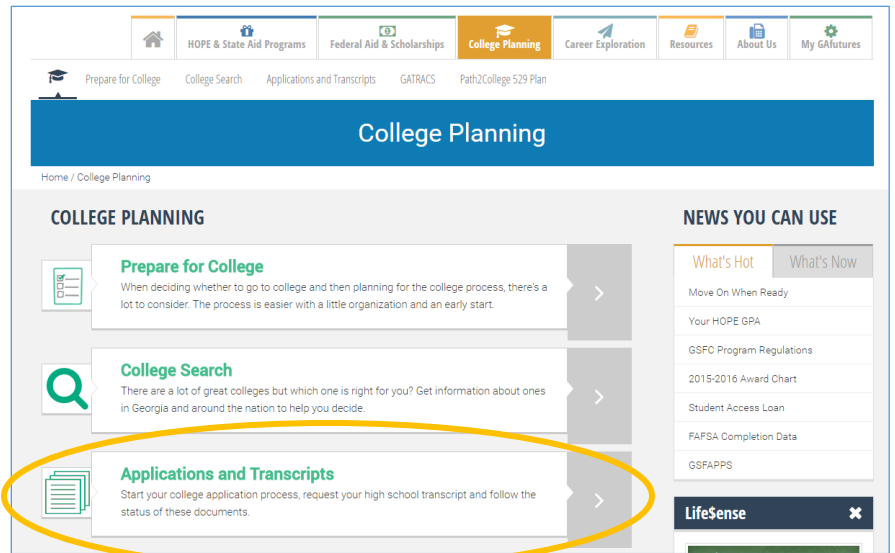 HOPE & State Aid Programs
Federal Aid & Scholarships
College Planning
Career Exploration
Resources
About Us
My GAfutures
Prepare for College
College Search
Applications and Transcripts
GATRACS
Path2College 529 Plan
College Planning
Home / College Planning
COLLEGE PLANNING
Prepare for College
When deciding whether to go to college and then planning for the college process, there's a
lot to consider. The process is easier with a little organization and an early start.
College Search
There are a lot of great colleges but which one is right for you? Get information about ones
in Georgia and around the nation to help you decide.
Applications and Transcripts
Start your college application process, request your high school transcript and follow the
status of these documents.
NEWS YOU CAN USE
What's Hot
What's Now
Move On When Ready
Your HOPE GPA
GSFC Program Regulations
2015-2016 Award Chart
Student Access Loan
FAFSA Completion Data
GSFAPPS
Life$ense